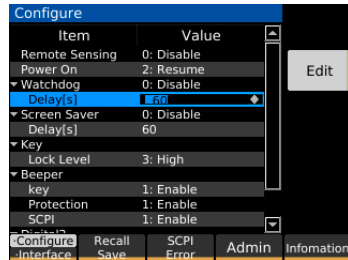 Configure
Item Value
Remote Sensing 0: Disable
Power On 2: Resume
Watchdog 0: Disable
Delay[s] 60
Screen Saver 0: Disable
Delay[s] 60
Key
Lock Level 3: High
Beeper
key 1: Enable
Protection 1: Enable
SCPI 1: Enable
Edit
·Configure
·Interface
Recall
Save
SCPI
Error
Admin
Infomation